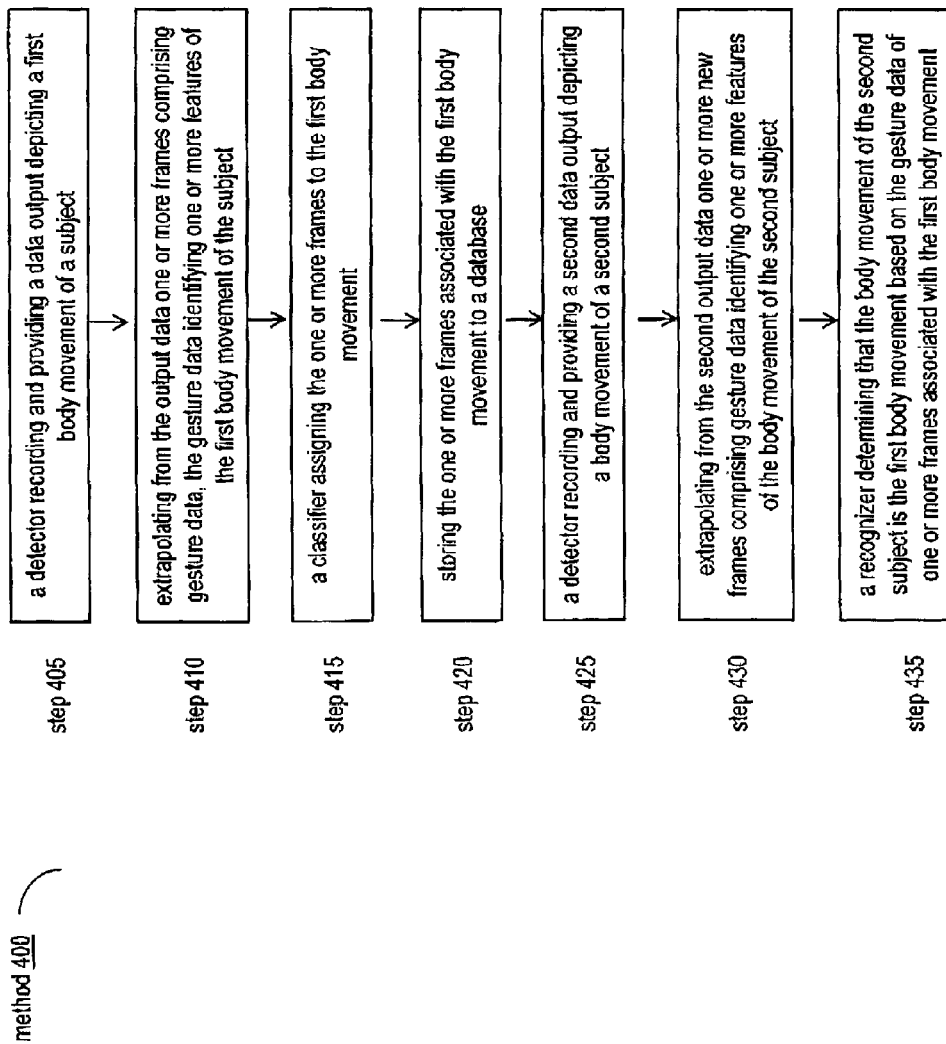 method 400
step 405
a detector recording and providing a data output depicting a first
body movement of a subject
step 410
extrapolating from the output data one or more frames comprising
gesture data, the gesture data identifying one or more features of
the first body movement of the subject
step 415
a classifier assigning the one or more frames to the first body
movement
step 420
storing the one or more frames associated with the first body
movement to a database
step 425
a detector recording and providing a second data output depicting
a body movement of a second subject
step 430
extrapolating from the second output data one or more new
frames comprising gesture data identifying one or more features
of the body movement of the second subject
step 435
a recognizer determining that the body movement of the second
subject is the first body movement based on the gesture data of
one or more frames associated with the first body movement